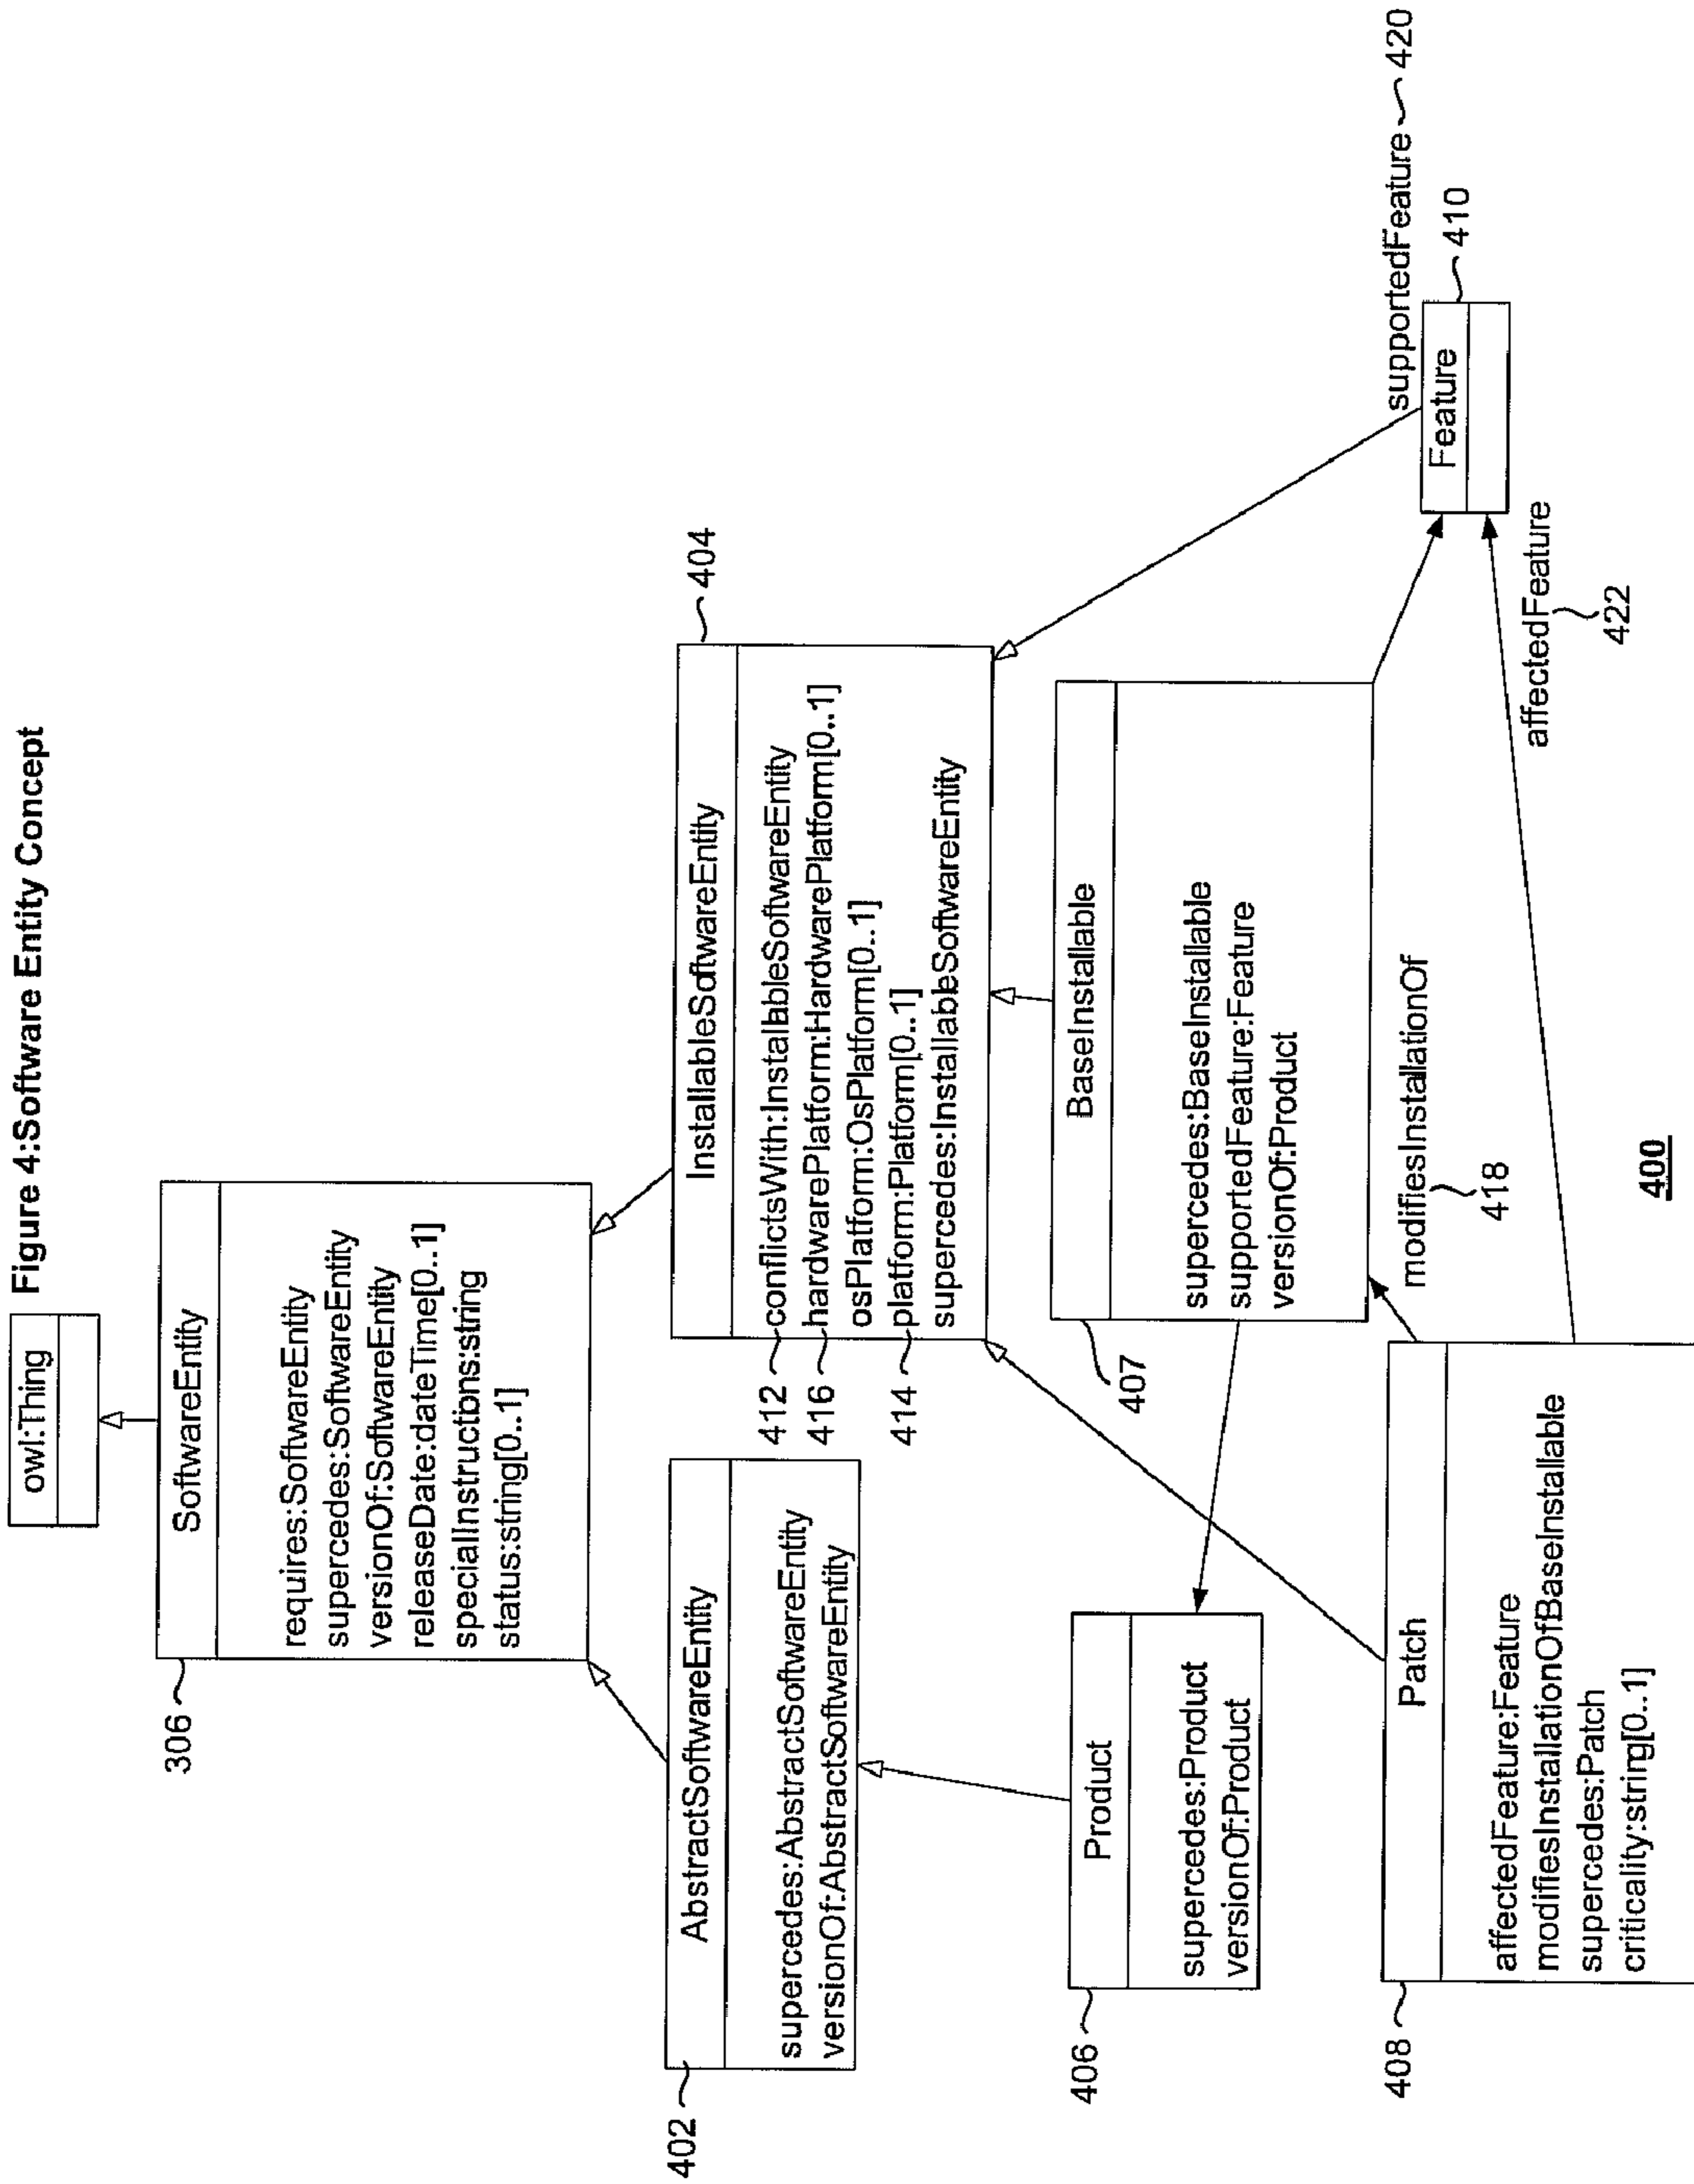 Figure 4:Software Entity Concept
owl:Thing
306
SoftwareEntity
requires:SoftwareEntity
supercedes:SoftwareEntity
versionOf:SoftwareEntity
releaseDate:dateTime[0..1]
specialInstructions:string
status:string[0..1]
402
AbstractSoftwareEntity
supercedes:AbstractSoftwareEntity
versionOf:AbstractSoftwareEntity
404
InstallableSoftwareEntity
412
conflictsWith:InstallableSoftwareEntity
416
hardwarePlatform:HardwarePlatform[0..1]
osPlatform:OsPlatform[0..1]
414
platform:Platform[0..1]
supercedes:InstallableSoftwareEntity
406
Product
supercedes:Product
versionOf:Product
407
BaseInstallable
supercedes:BaseInstallable
supportedFeature:Feature
versionOf:Product
408
Patch
affectedFeature:Feature
modifiesInstallationOfBaseInstallable
supercedes:Patch
criticality:string[0..1]
modifiesInstallationOf
418
supportedFeature
420
Feature
410
affectedFeature
422
400